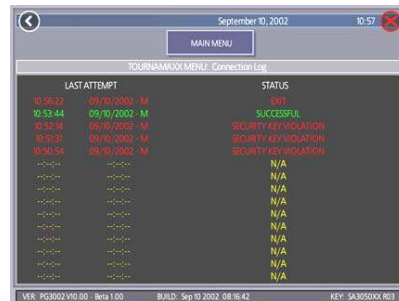 September 10, 2002 10:57
MAIN MENU
TOURNAMAXX MENU: Connection Log
LAST ATTEMPT STATUS
10:56:22 09/10/2002 - M EXIT
10:53:44 09/10/2002 - M SUCCESSFUL
10:52:14 09/10/2002 - M SECURITY KEY VIOLATION
10:51:31 09/10/2002 - M SECURITY KEY VIOLATION
10:50:54 09/10/2002 - M SECURITY KEY VIOLATION
--:--:-- --:--:-- N/A
--:--:-- --:--:-- N/A
--:--:-- --:--:-- N/A
--:--:-- --:--:-- N/A
--:--:-- --:--:-- N/A
--:--:-- --:--:-- N/A
--:--:-- --:--:-- N/A
--:--:-- --:--:-- N/A
--:--:-- --:--:-- N/A
--:--:-- --:--:-- N/A
VER: PG3002 V10.00 - Beta 1.00 BUILD: Sep 10 2002 08:16:42 KEY: SA3050XX R03